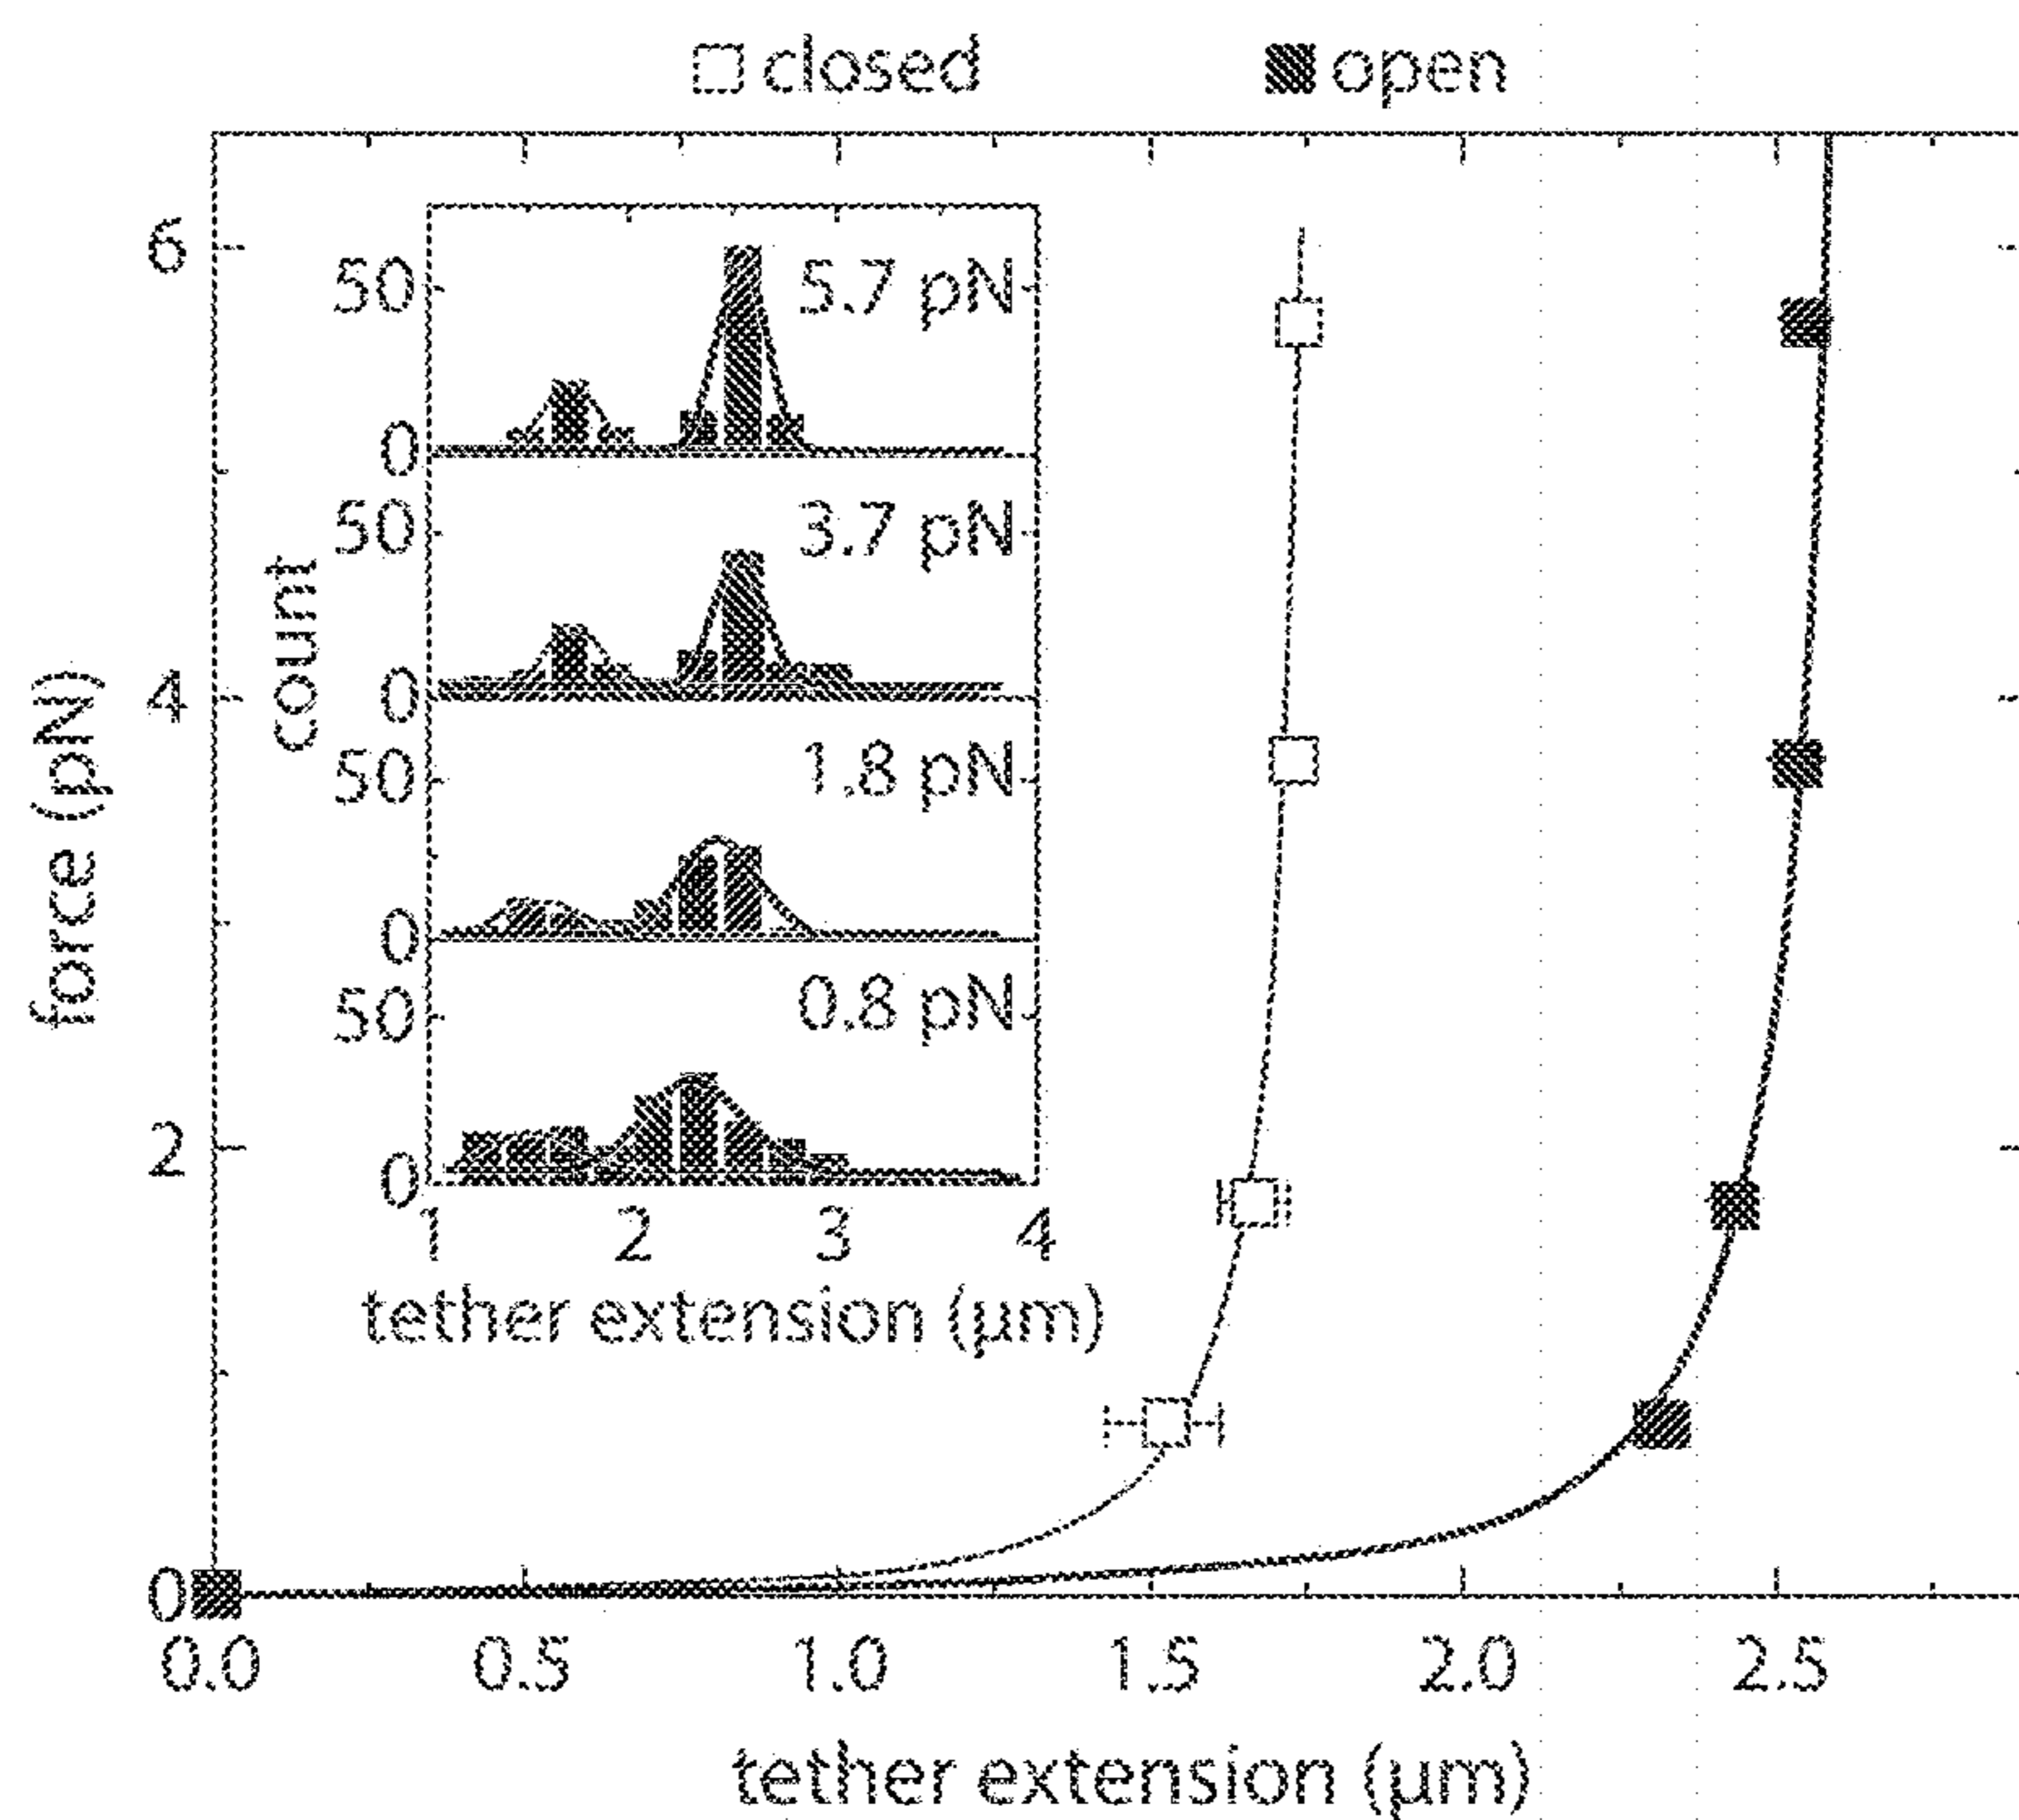 closed open
6
50 5.7 pN
0
50 3.7 pN
count
0
4
force (pN)
50 1.8 pN
0
50 0.8 pN
2
0
1 2 3 4
tether extension (µm)
0
0.0 0.5 1.0 1.5 2.0 2.5
tether extension (µm)